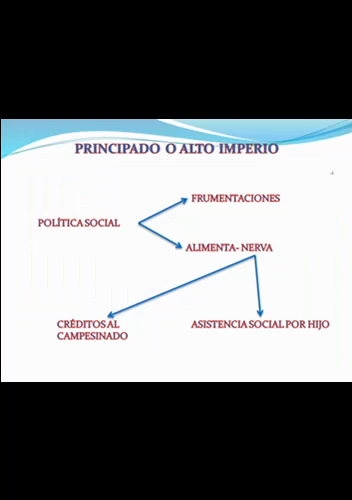 PRINCIPADO O ALTO IMPERIO
FRUMENTACIONES
POLÍTICA SOCIAL
ALIMENTA- NERVA
CRÉDITOS AL
CAMPESINADO
ASISTENCIA SOCIAL POR HIJO